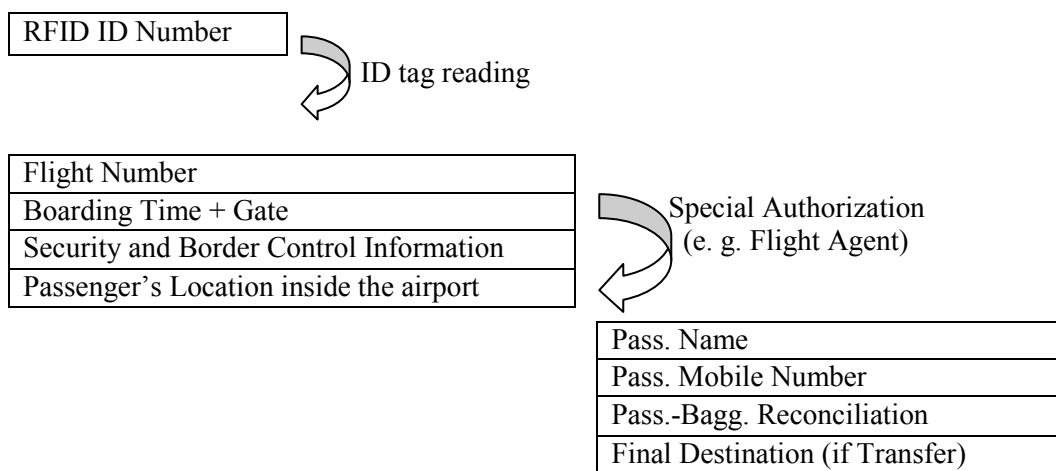 RFID ID Number
ID tag reading
Flight Number
Boarding Time + Gate
Security and Border Control Information
Passenger’s Location inside the airport
Special Authorization
(e. g. Flight Agent)
Pass. Name
Pass. Mobile Number
Pass.-Bagg. Reconciliation
Final Destination (if Transfer)